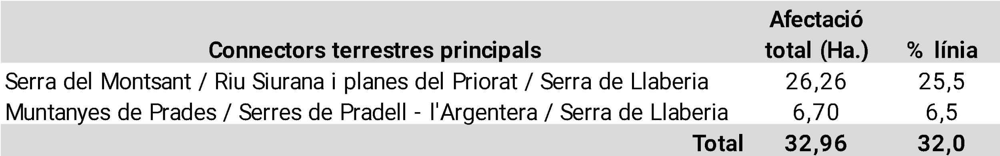 Afectació
Connectors terrestres principals total (Ha.) % línia
Serra del Montsant / Riu Siurana i planes del Priorat / Serra de Llaberia 26,26 25,5
Muntanyes de Prades / Serres de Pradell - l'Argentera / Serra de Llaberia 6,70 6,5
Total 32,96 32,0